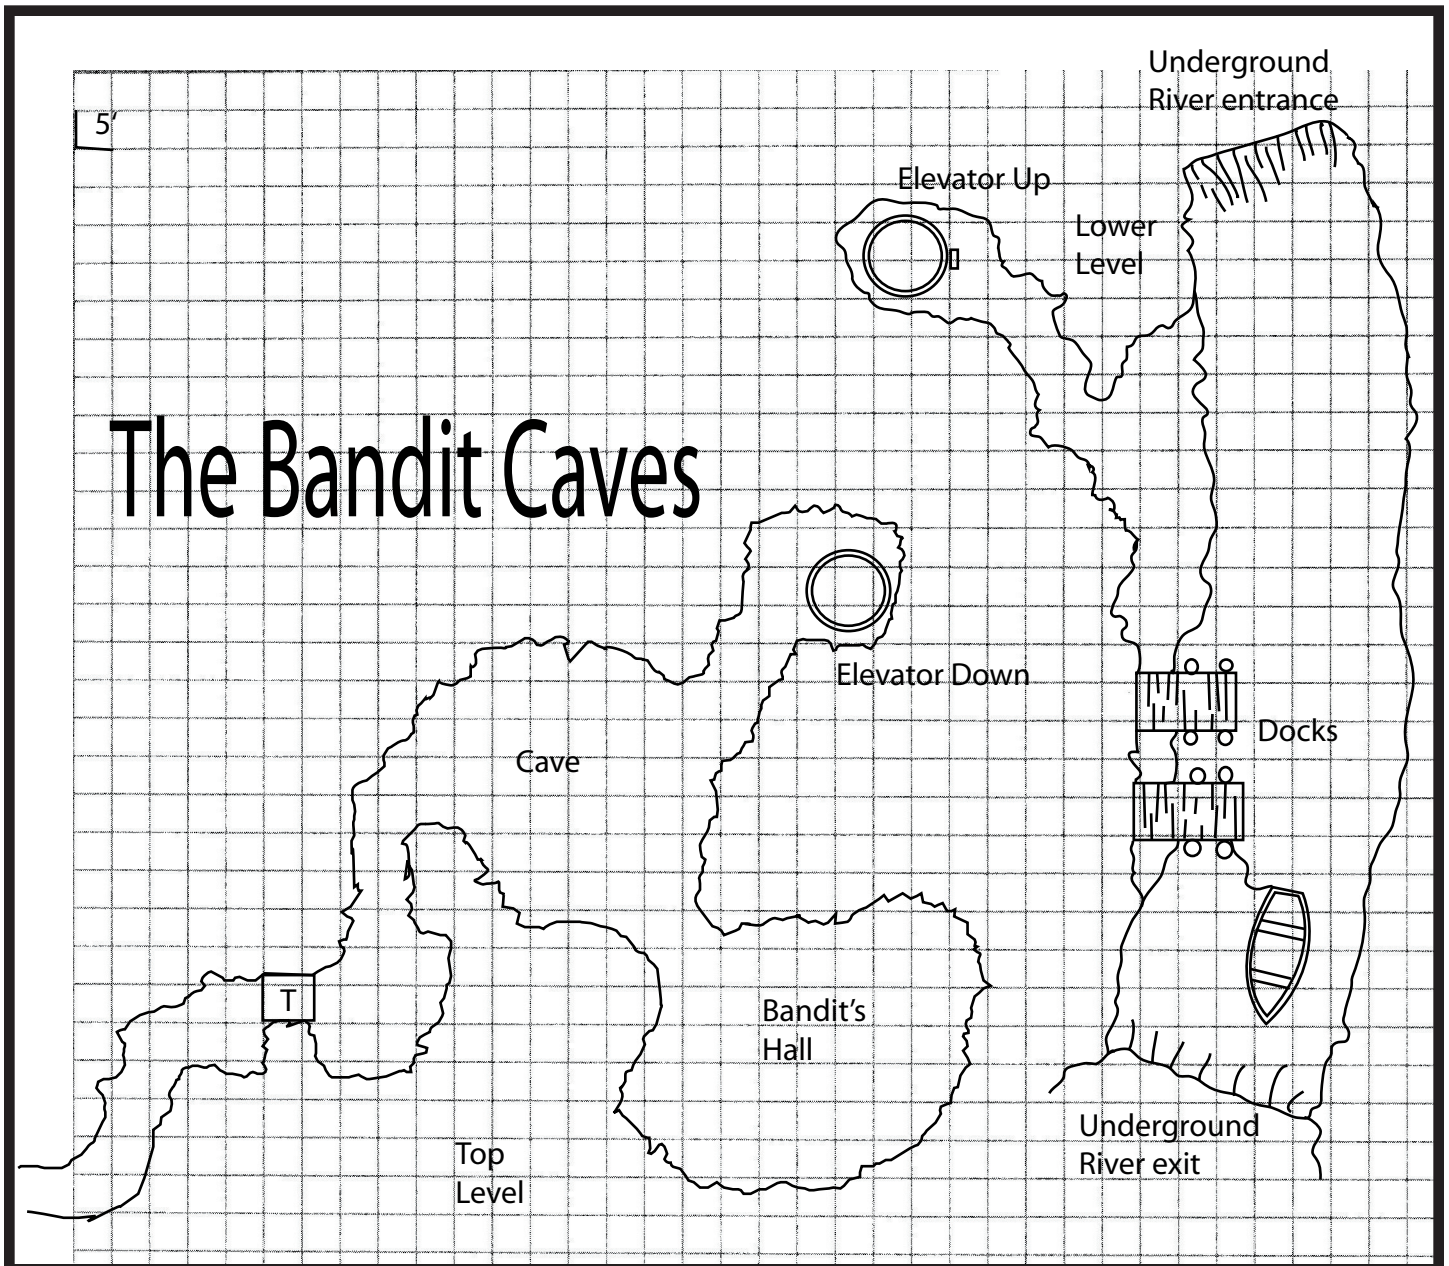 Underground
River entrance
5'
Elevator Up
Lower
Level
The Bandit Caves
Elevator Down
Docks
Cave
T
Bandit’s
Hall
Underground
River exit
Top
Level